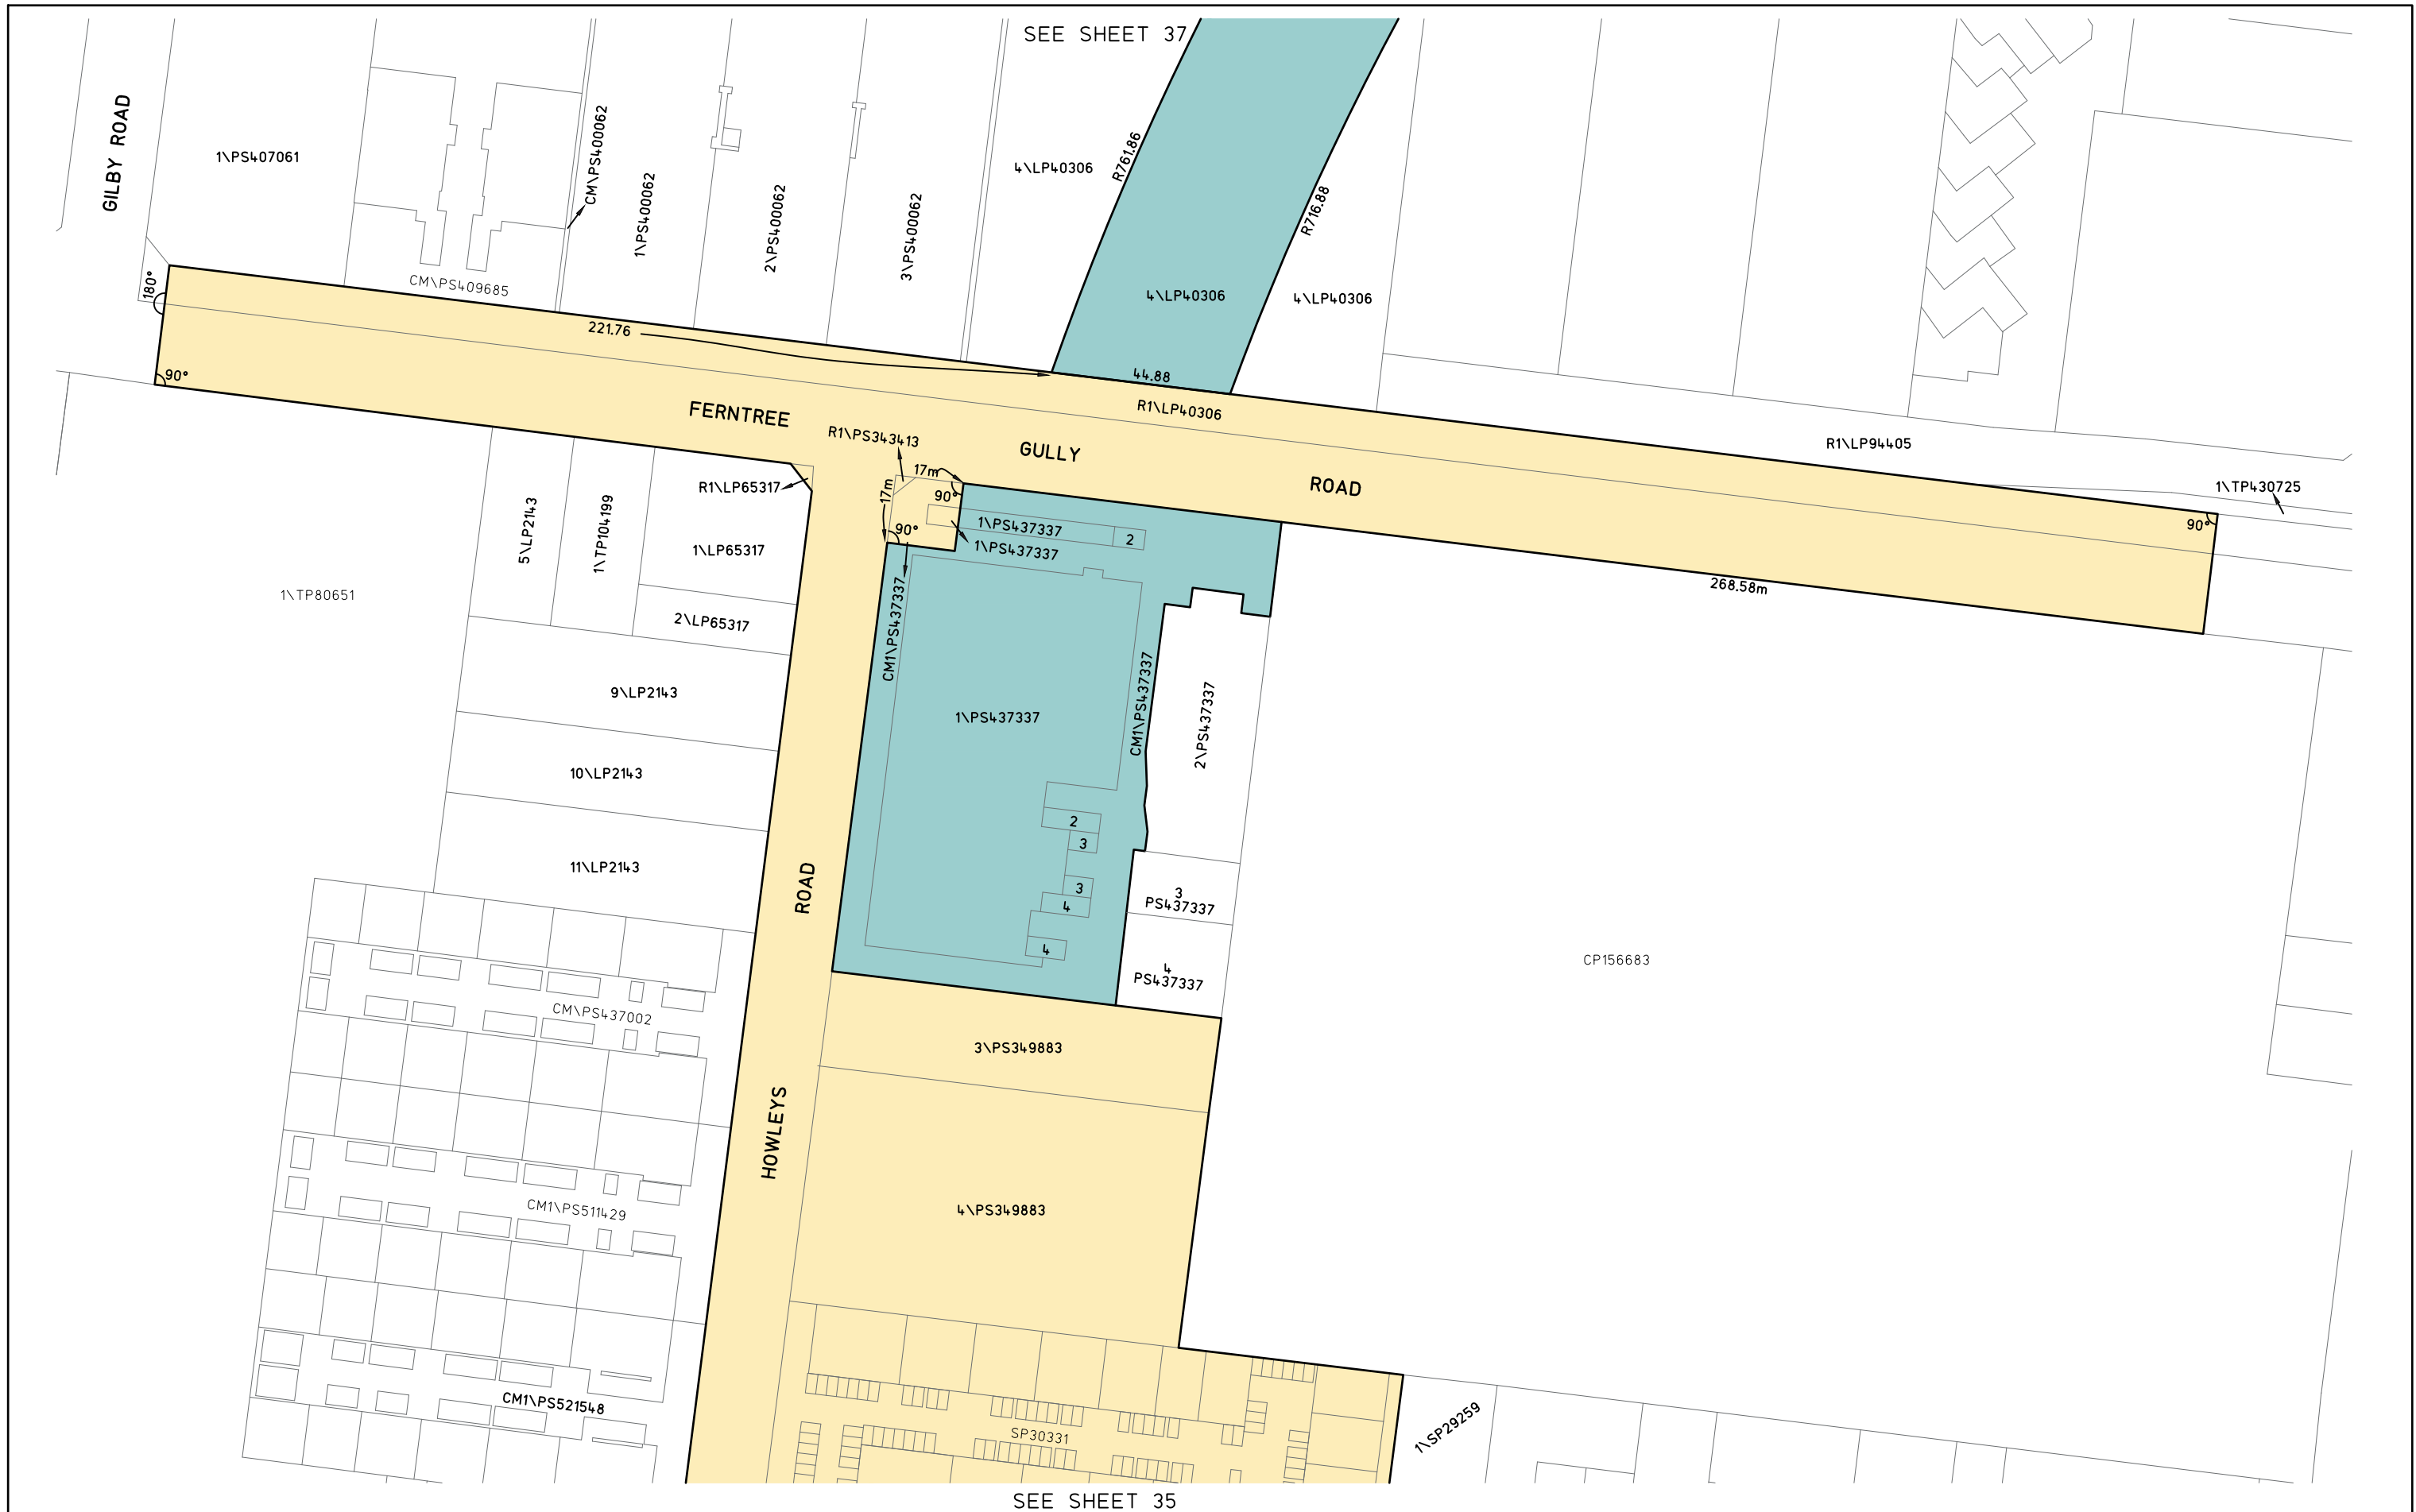 SEE SHEET 37
GILBY ROAD
1\PS407061
CM\PS400062
1\PS400062
2\PS400062
3\PS400062
4\LP40306
R761.86
R716.88
4\LP40306
4\LP40306
180°
CM\PS409685
221.76
44.88
90°
R1\LP40306
FERNTREE
GULLY
ROAD
R1\LP94405
1\TP430725
90°
R1\PS343413
17m
17m
90°
90°
R1\LP65317
5\LP2143
1\TP104199
1\LP65317
2\LP65317
1\TP80651
1\PS437337
2
1\PS437337
268.58m
CM1\PS437337
CM1\PS437337
2\PS437337
9\LP2143
1\PS437337
10\LP2143
11\LP2143
2
3
3
4
4
3
PS437337
4
PS437337
CP156683
ROAD
HOWLEYS
CM\PS437002
3\PS349883
CM1\PS511429
4\PS349883
CM1\PS521548
SP30331
1\SP29259
SEE SHEET 35